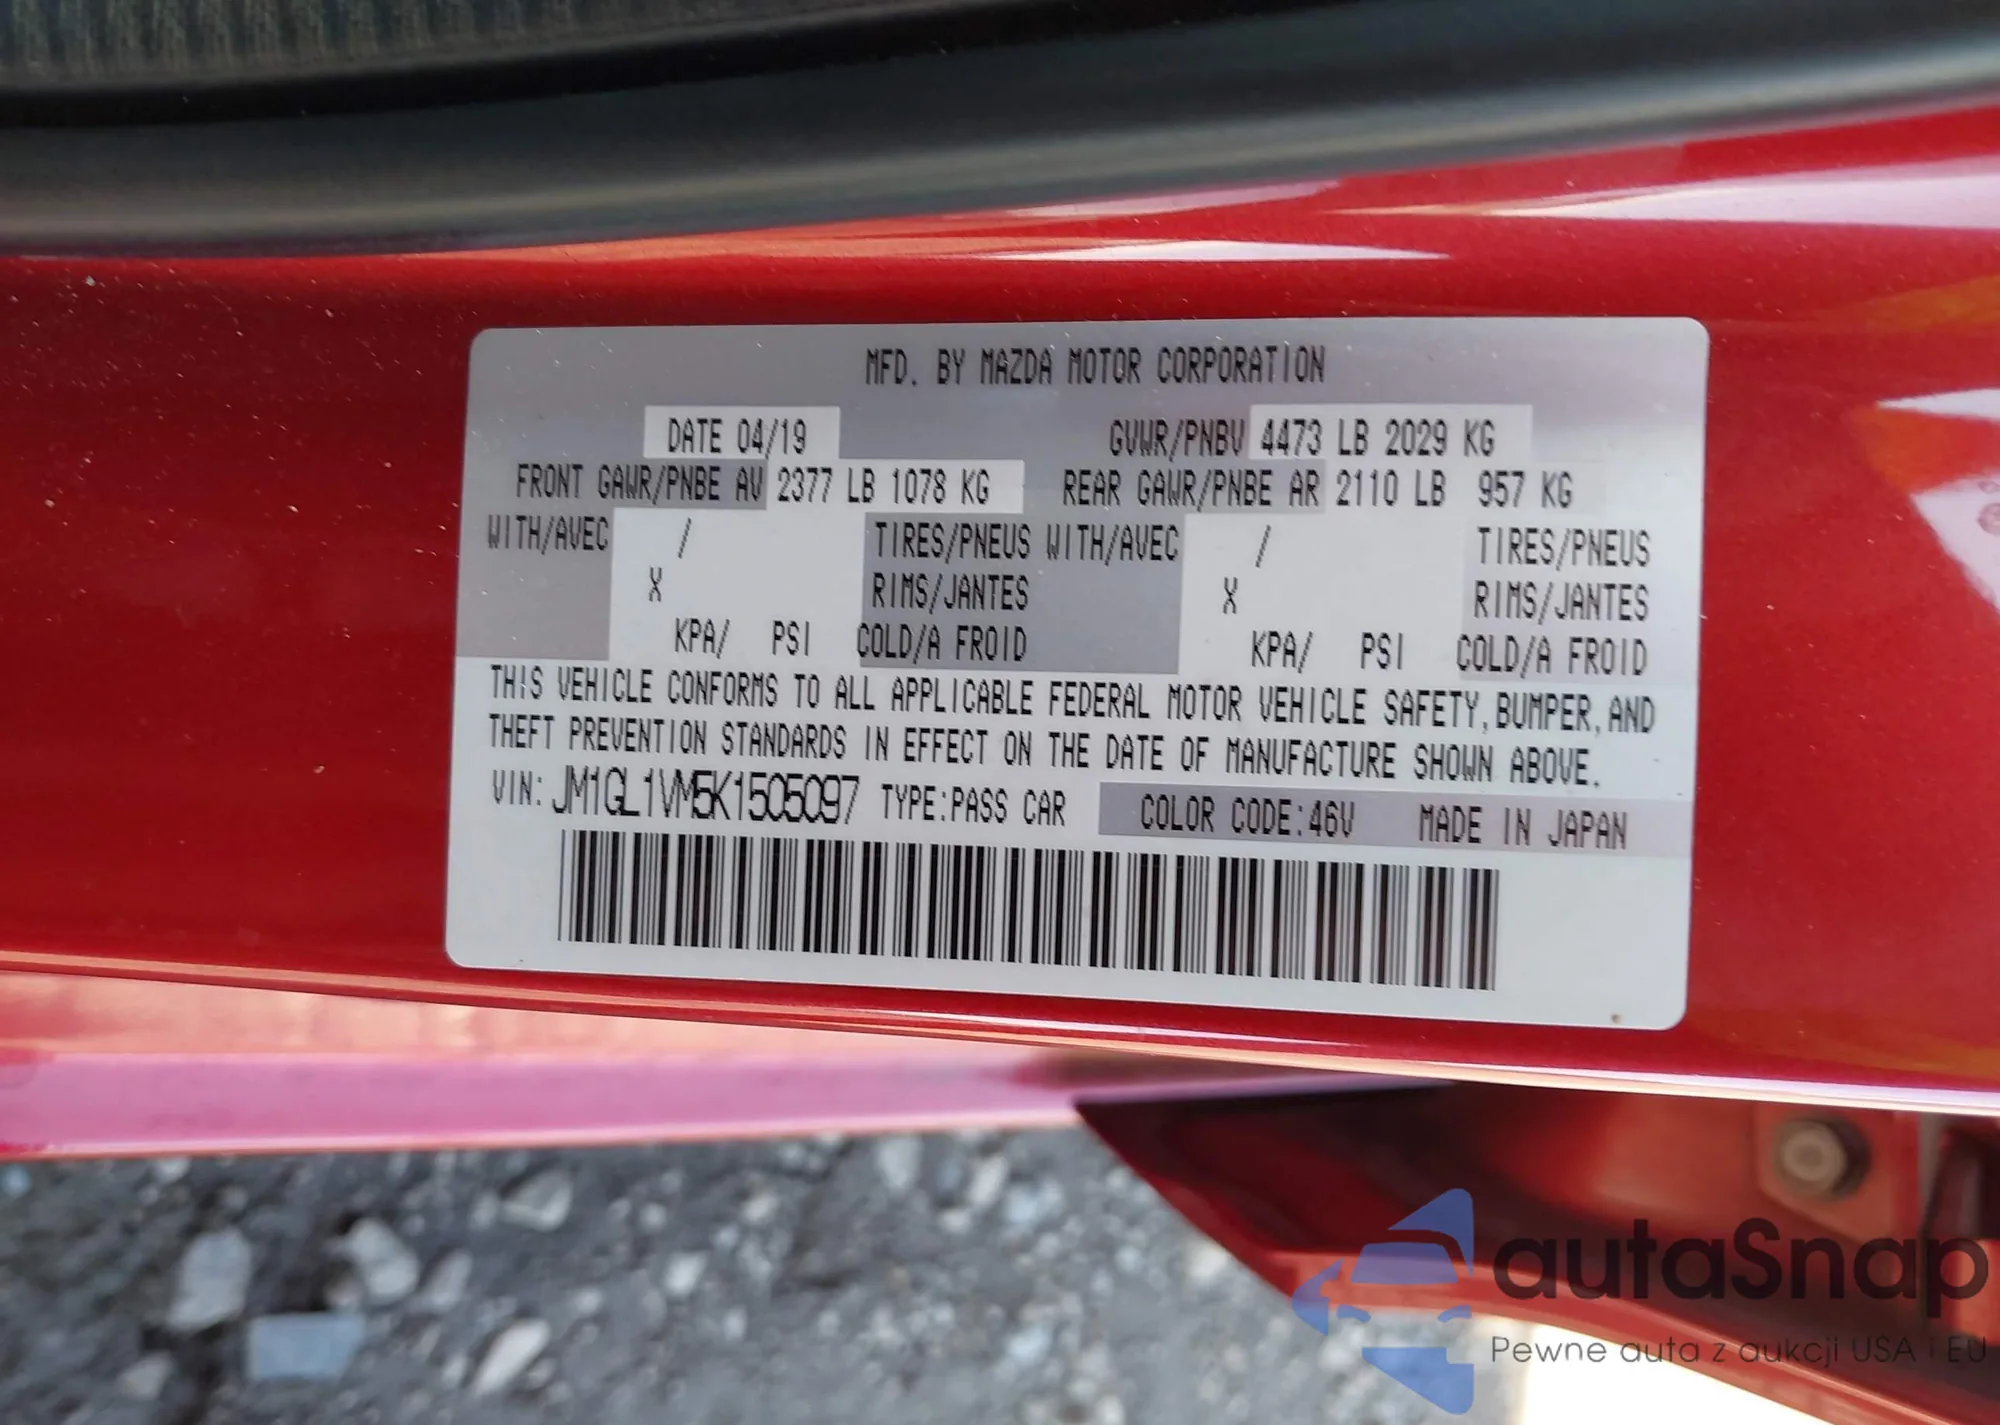 MFD. BY MAZDA MOTOR CORPORATION
DATE 04/19 GVWR/PNBV 4473 LB 2029 KG
FRONT GAWR/PNBE AV 2377 LB 1078 KG REAR GAWR/PNBE AR 2110 LB 957 KG
WITH/AVEC / TIRES/PNEUS WITH/AVEC / TIRES/PNEUS
X RIMS/JANTES X RIMS/JANTES
KPA/ PSI COLD/A FROID KPA/ PSI COLD/A FROID
THIS VEHICLE CONFORMS TO ALL APPLICABLE FEDERAL MOTOR VEHICLE SAFETY, BUMPER, AND
THEFT PREVENTION STANDARDS IN EFFECT ON THE DATE OF MANUFACTURE SHOWN ABOVE.
VIN: JM1GL1VM5K1505097 TYPE:PASS CAR COLOR CODE:46V MADE IN JAPAN
autaSnap
Pewne auta z aukcji USA i EU